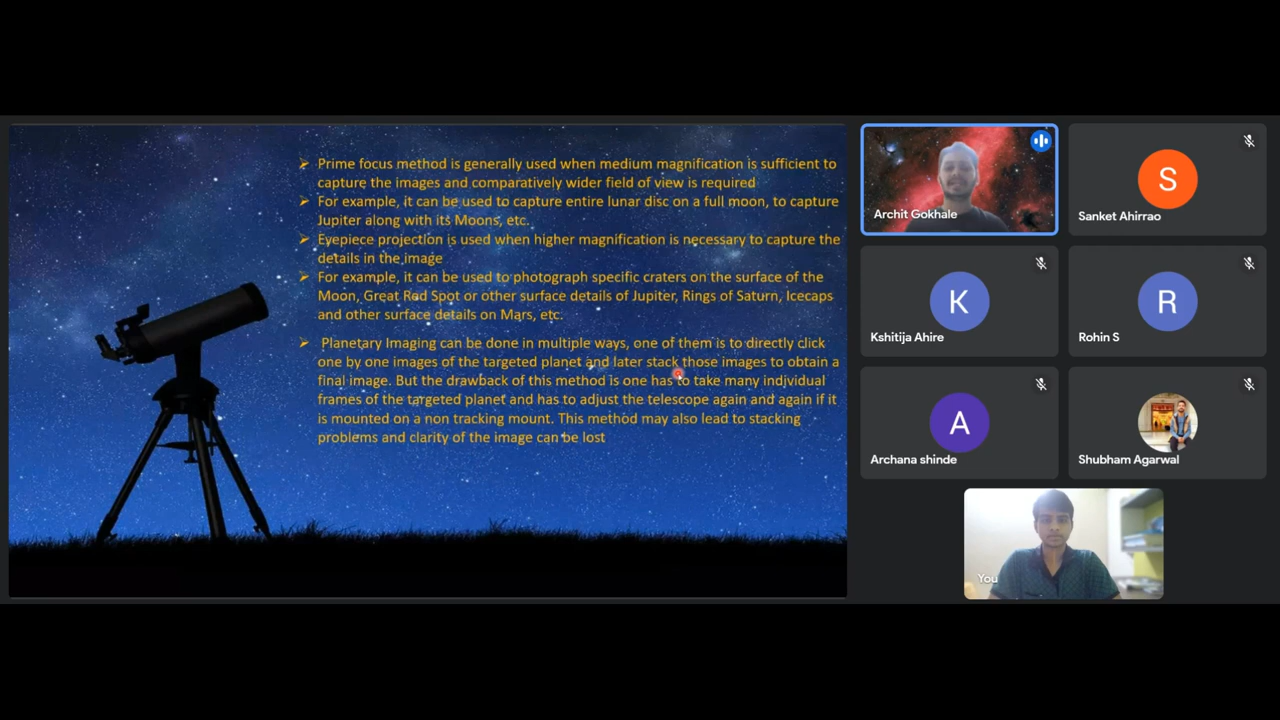 Prime focus method is generally used when medium magnification is sufficient to
capture the images and comparatively wider field of view is required
For example, it can be used to capture entire lunar disc on a full moon, to capture
Jupiter along with its Moons, etc.
Eyepiece projection is used when higher magnification is necessary to capture the
details in the image
For example, it can be used to photograph specific craters on the surface of the
Moon, Great Red Spot or other surface details of Jupiter, Rings of Saturn, Icecaps
and other surface details on Mars, etc.
Planetary Imaging can be done in multiple ways, one of them is to directly click
one by one images of the targeted planet and later stack those images to obtain a
final image. But the drawback of this method is one has to take many individual
frames of the targeted planet and has to adjust the telescope again and again if it
is mounted on a non tracking mount. This method may also lead to stacking
problems and clarity of the image can be lost
Archit Gokhale
S
Sanket Ahirrao
K
Kshitija Ahire
R
Rohin S
A
Archana shinde
Shubham Agarwal
You